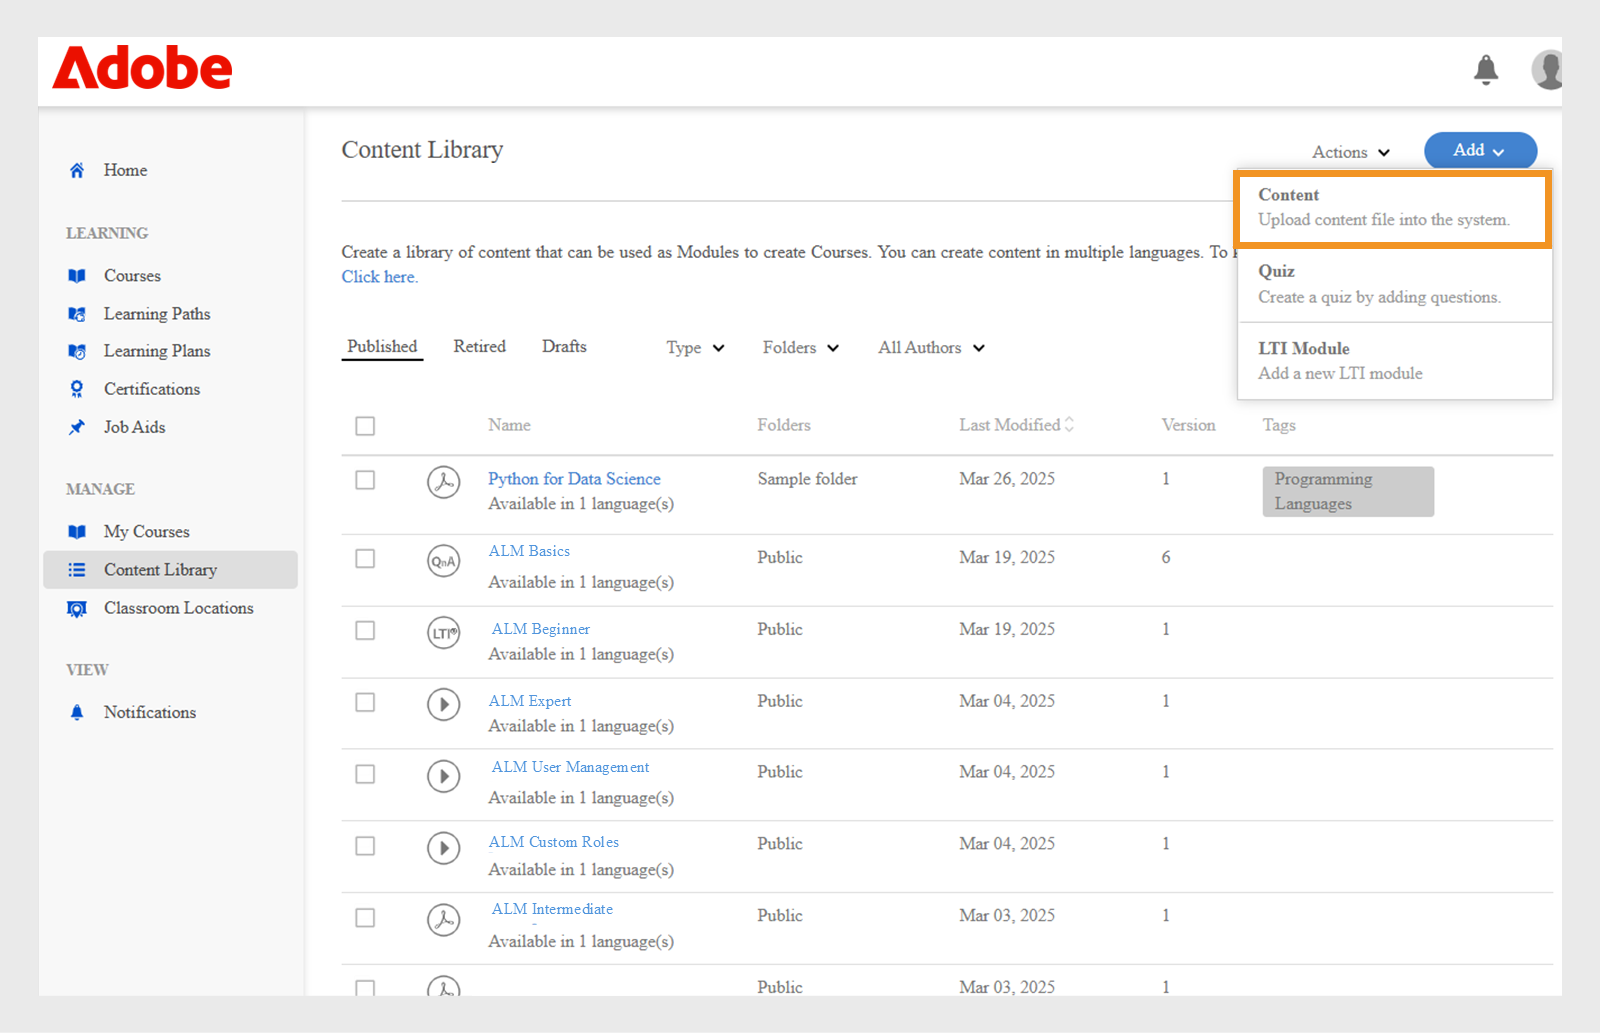 Adobe
Home
LEARNING
Courses
Learning Paths
Learning Plans
Certifications
Job Aids
MANAGE
My Courses
Content Library
Classroom Locations
VIEW
Notifications
Content Library
Actions
Add
Content
Upload content file into the system.
Quiz
Create a quiz by adding questions.
LTI Module
Add a new LTI module
Create a library of content that can be used as Modules to create Courses. You can create content in multiple languages. To
Click here.
Published Retired Drafts Type Folders All Authors
Name Folders Last Modified Version Tags
Python for Data Science Sample folder Mar 26, 2025 1 Programming
Available in 1 language(s) Languages
QnA ALM Basics Public Mar 19, 2025 6
Available in 1 language(s)
LTI ALM Beginner Public Mar 19, 2025 1
Available in 1 language(s)
ALM Expert Public Mar 04, 2025 1
Available in 1 language(s)
ALM User Management Public Mar 04, 2025 1
Available in 1 language(s)
ALM Custom Roles Public Mar 04, 2025 1
Available in 1 language(s)
ALM Intermediate Public Mar 03, 2025 1
Available in 1 language(s)
Public Mar 03, 2025 1